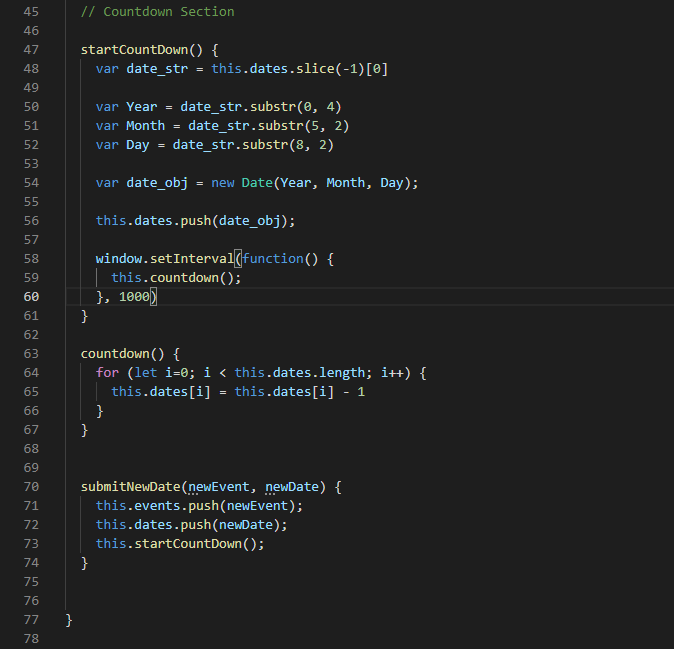 45 // Countdown Section
46
47 startCountDown() {
48 var date_str = this.dates.slice(-1)[0]
49
50 var Year = date_str.substr(0, 4)
51 var Month = date_str.substr(5, 2)
52 var Day = date_str.substr(8, 2)
53
54 var date_obj = new Date(Year, Month, Day);
55
56 this.dates.push(date_obj);
57
58 window.setInterval(function() {
59 this.countdown();
60 }, 1000)
61 }
62
63 countdown() {
64 for (let i=0; i < this.dates.length; i++) {
65 this.dates[i] = this.dates[i] - 1
66 }
67 }
68
69
70 submitNewDate(newEvent, newDate) {
71 this.events.push(newEvent);
72 this.dates.push(newDate);
73 this.startCountDown();
74 }
75
76
77 }
78